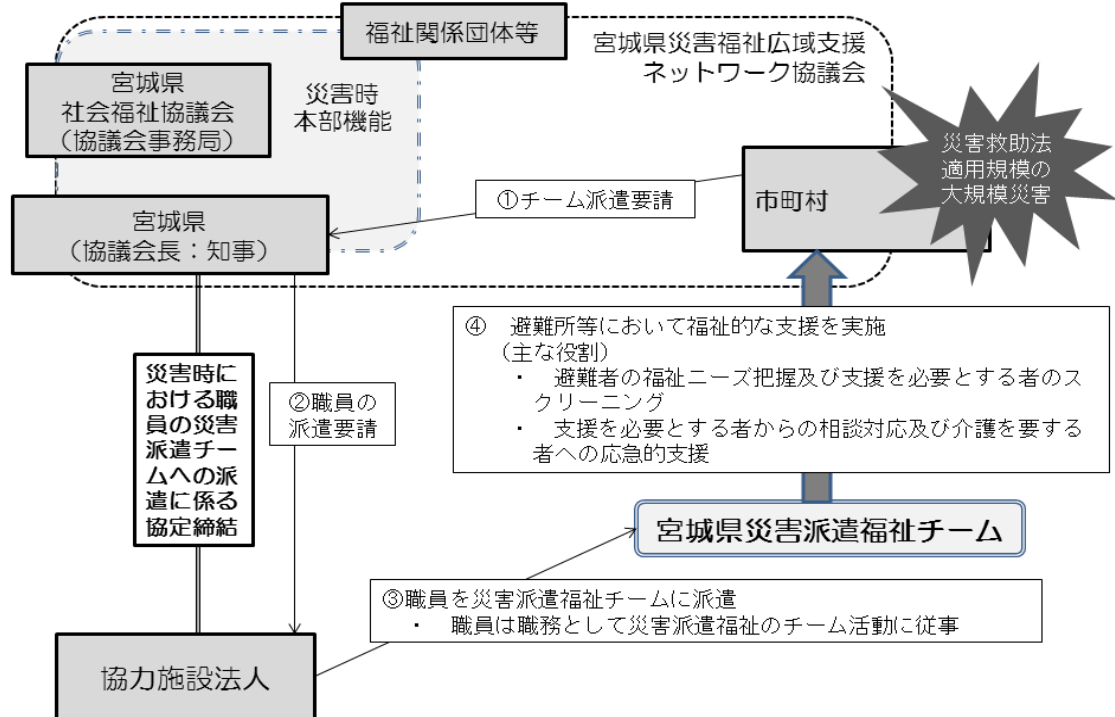 福祉関係団体等
宮城県災害福祉広域支援
ネットワーク協議会
宮城県
社会福祉協議会
（協議会事務局）
災害時
本部機能
災害救助法
適用規模の
大規模災害
市町村
①チーム派遣要請
宮城県
（協議会長：知事）
災害時に
おける職
員の災害
派遣チー
ムへの派
遣に係る
協定締結
②職員の
派遣要請
④　避難所等において福祉的な支援を実施
（主な役割）
・　避難者の福祉ニーズ把握及び支援を必要とする者のス
クリーニング
・　支援を必要とする者からの相談対応及び介護を要する
者への応急的支援
宮城県災害派遣福祉チーム
③職員を災害派遣福祉チームに派遣
・　職員は職務として災害派遣福祉のチーム活動に従事
協力施設法人